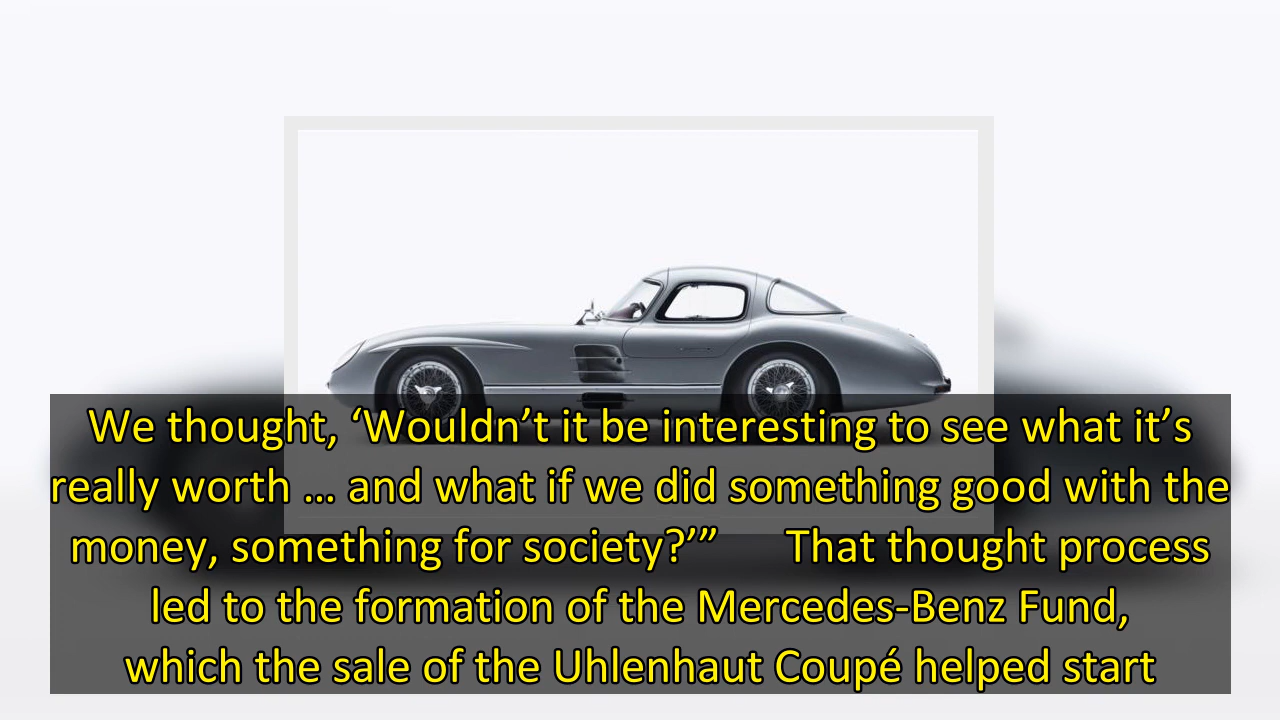 We thought, ‘Wouldn’t it be interesting to see what it’s
really worth … and what if we did something good with the
money, something for society?’” That thought process
led to the formation of the Mercedes-Benz Fund,
which the sale of the Uhlenhaut Coupé helped start